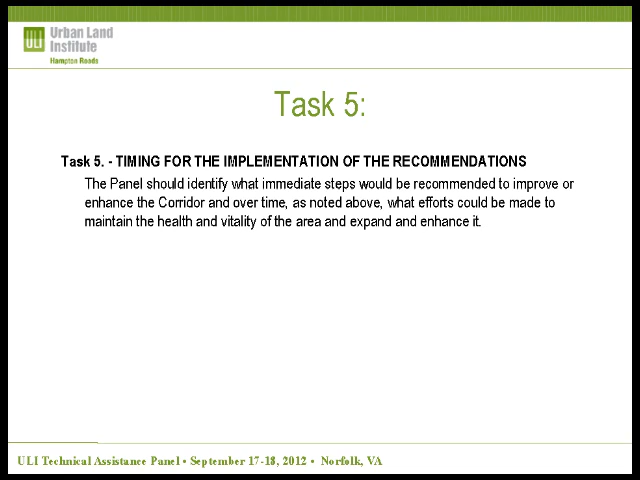 ULI Urban Land
Institute
Hampton Roads
Task 5:
Task 5. - TIMING FOR THE IMPLEMENTATION OF THE RECOMMENDATIONS
The Panel should identify what immediate steps would be recommended to improve or
enhance the Corridor and over time, as noted above, what efforts could be made to
maintain the health and vitality of the area and expand and enhance it.
ULI Technical Assistance Panel • September 17-18, 2012 • Norfolk, VA